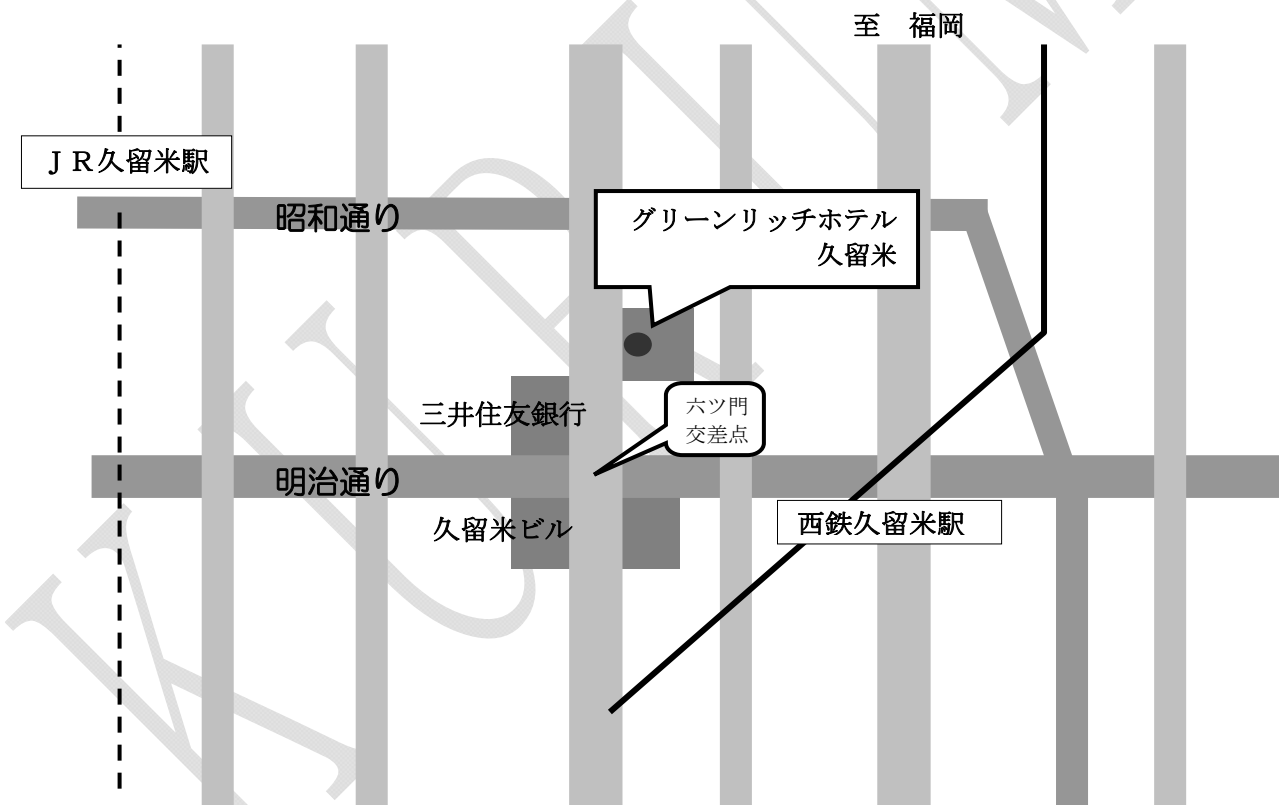 至　福岡
ＪＲ久留米駅
昭和通り
グリーンリッチホテル
久留米
三井住友銀行
六ツ門
交差点
明治通り
久留米ビル
西鉄久留米駅